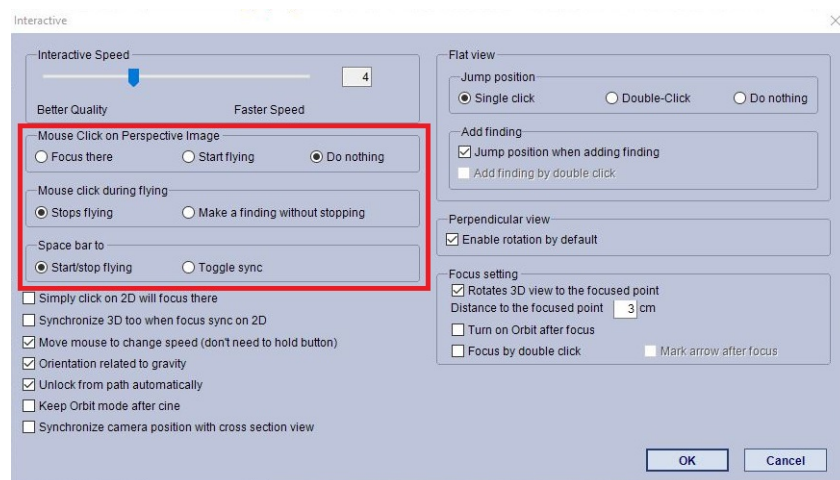 Interactive
Interactive Speed
4
Better Quality Faster Speed
Mouse Click on Perspective Image
Focus there Start flying Do nothing
Mouse click during flying
Stops flying Make a finding without stopping
Space bar to
Start/stop flying Toggle sync
Simply click on 2D will focus there
Synchronize 3D too when focus sync on 2D
Move mouse to change speed (don't need to hold button)
Orientation related to gravity
Unlock from path automatically
Keep Orbit mode after cine
Synchronize camera position with cross section view
Flat view
Jump position
Single click Double-Click Do nothing
Add finding
Jump position when adding finding
Add finding by double click
Perpendicular view
Enable rotation by default
Focus setting
Rotates 3D view to the focused point
Distance to the focused point 3 cm
Turn on Orbit after focus
Focus by double click Mark arrow after focus
OK Cancel